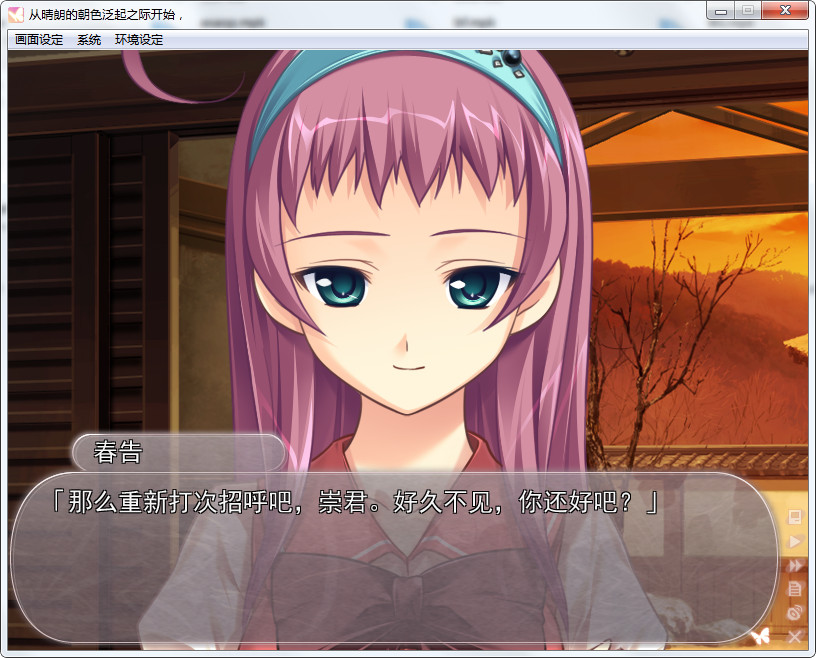 从晴朗的朝色泛起之际开始，
画面设定 系统 环境设定
春告
「那么重新打次招呼吧，崇君。好久不见，你还好吧？」